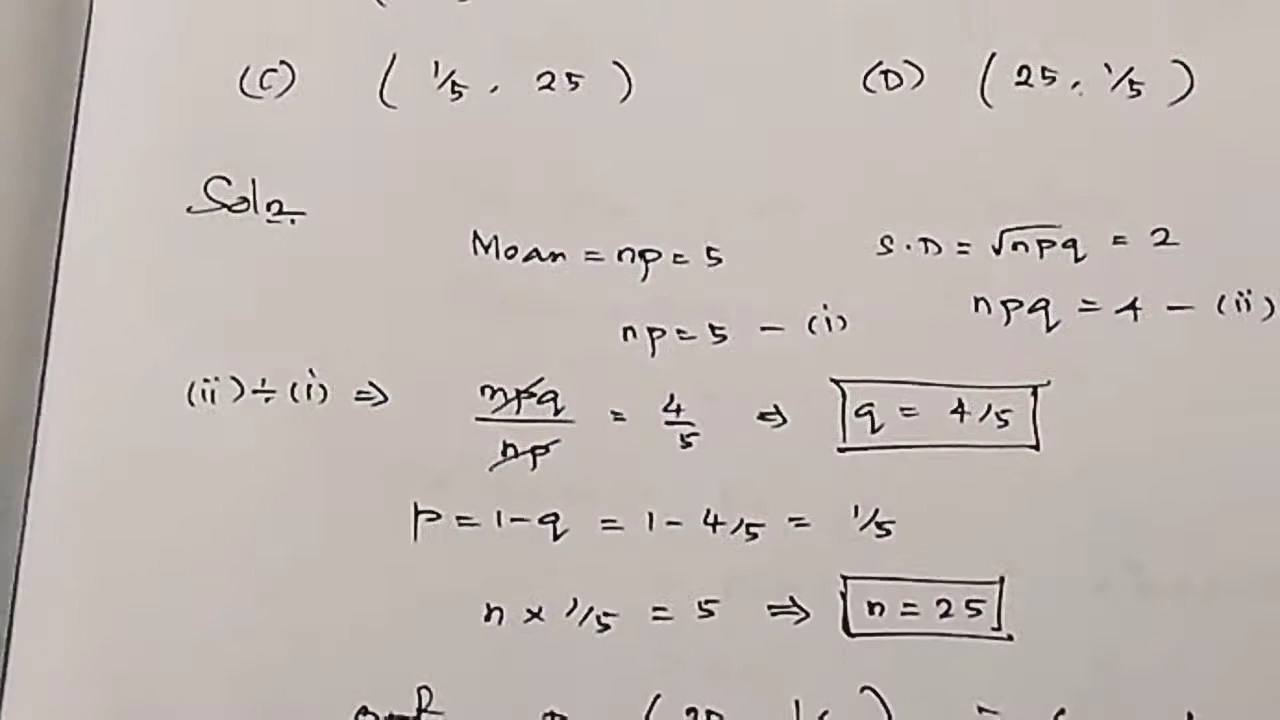 (C) (1/5, 25) (D) (25, 1/5)
Soln.
Mean = np = 5 S.D = √npq = 2
np = 5 - (i) npq = 4 - (ii)
(ii) ÷ (i) ⇒ npq/np = 4/5 ⇒ q = 4/5
p = 1 - q = 1 - 4/5 = 1/5
n × 1/5 = 5 ⇒ n = 25